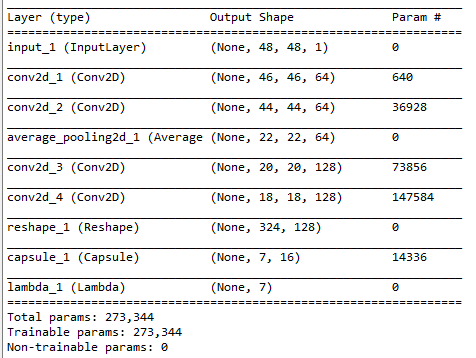 Layer (type) Output Shape Param #
input_1 (InputLayer) (None, 48, 48, 1) 0
conv2d_1 (Conv2D) (None, 46, 46, 64) 640
conv2d_2 (Conv2D) (None, 44, 44, 64) 36928
average_pooling2d_1 (Average (None, 22, 22, 64) 0
conv2d_3 (Conv2D) (None, 20, 20, 128) 73856
conv2d_4 (Conv2D) (None, 18, 18, 128) 147584
reshape_1 (Reshape) (None, 324, 128) 0
capsule_1 (Capsule) (None, 7, 16) 14336
lambda_1 (Lambda) (None, 7) 0
Total params: 273,344
Trainable params: 273,344
Non-trainable params: 0